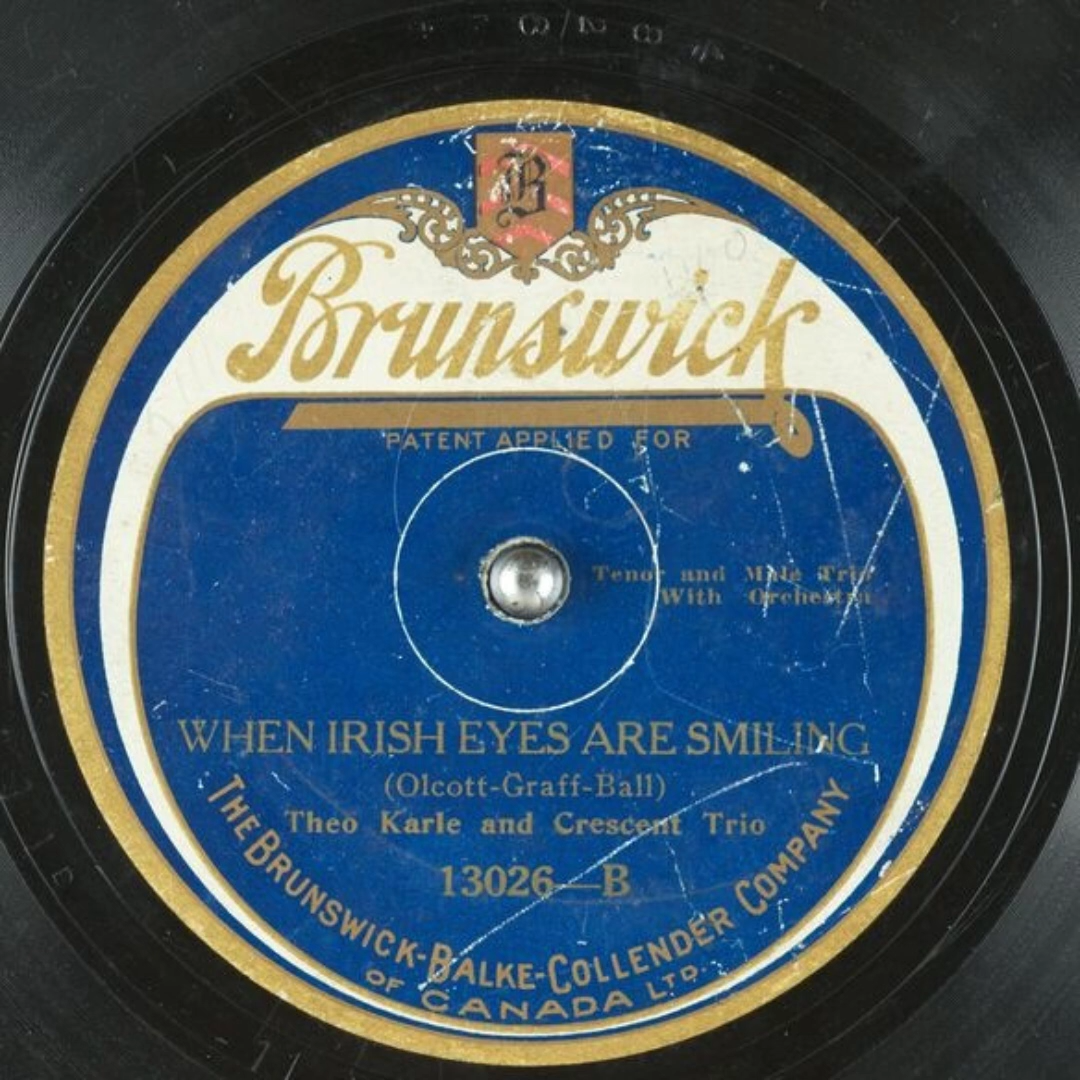 B
Brunswick
PATENT APPLIED FOR
Tenor and Male Trio
With Orchestra
WHEN IRISH EYES ARE SMILING
(Olcott-Graff-Ball)
Theo Karle and Crescent Trio
13026—B
THE BRUNSWICK-BALKE-COLLENDER COMPANY
OF CANADA LTD.